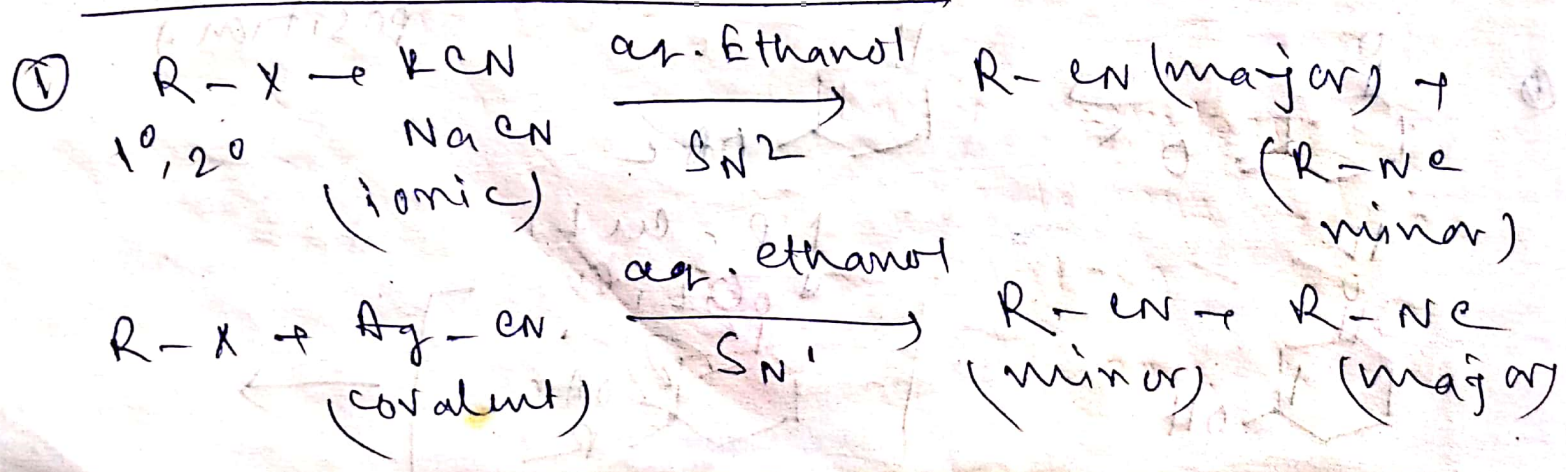 ① R-X + KCN aq. Ethanol R-CN (major) +
1°, 2° NaCN SN2 (R-NC
(ionic) minor)
R-X + Ag-CN. aq. ethanol R-CN + R-NC
(covalent) SN1 (minor) (major)